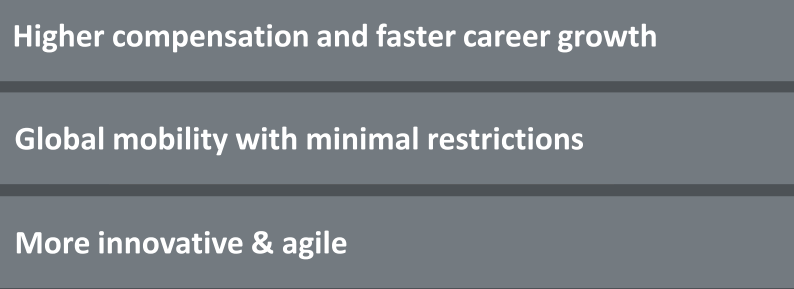 Higher compensation and faster career growth
Global mobility with minimal restrictions
More innovative & agile